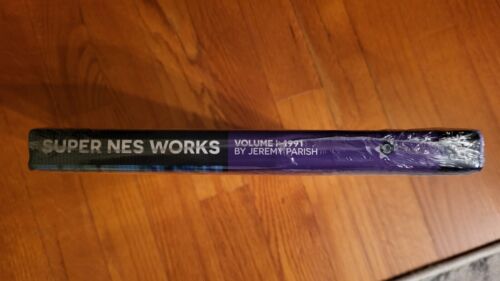 SUPER NES WORKS
VOLUME I: 1991
BY JEREMY PARISH